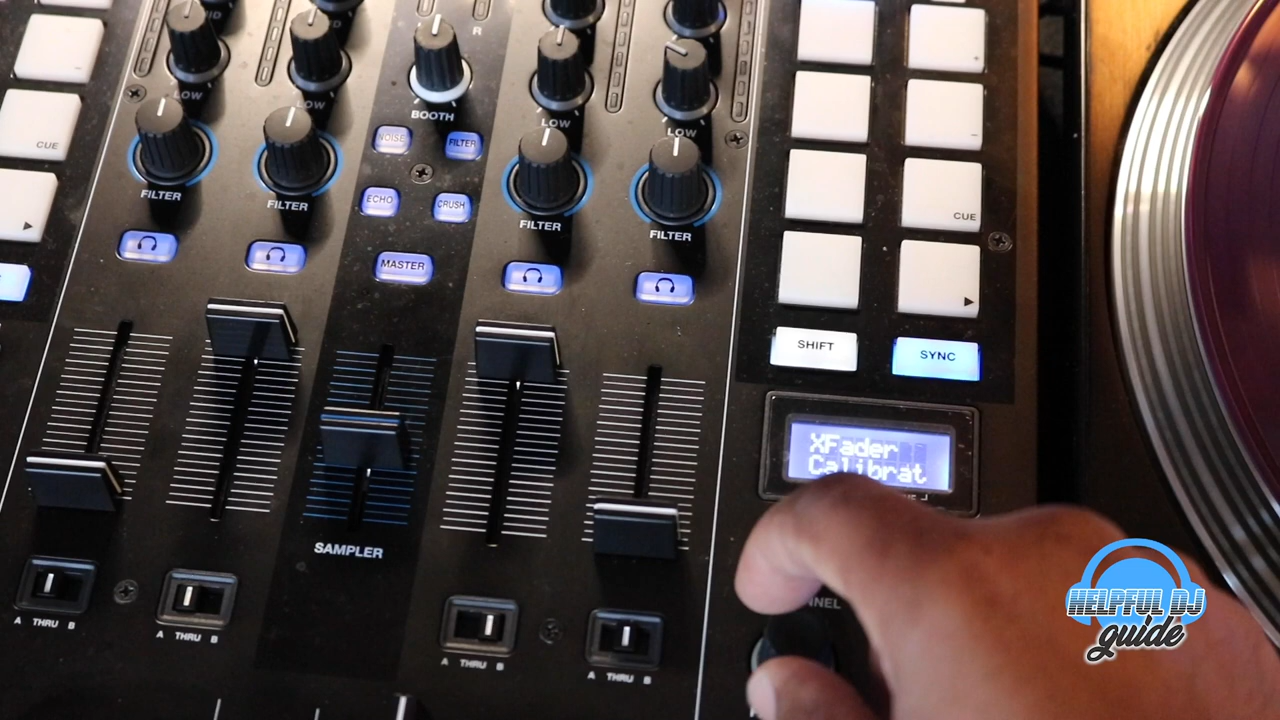 R
LOW
LOW
BOOTH
LOW
LOW
CUE
NOISE
FILTER
FILTER
FILTER
ECHO
CRUSH
FILTER
FILTER
CUE
MASTER
SHIFT
SYNC
XFader
Calibrat
SAMPLER
A THRU B
A THRU B
A THRU B
A THRU B
HELPFUL DJ
guide